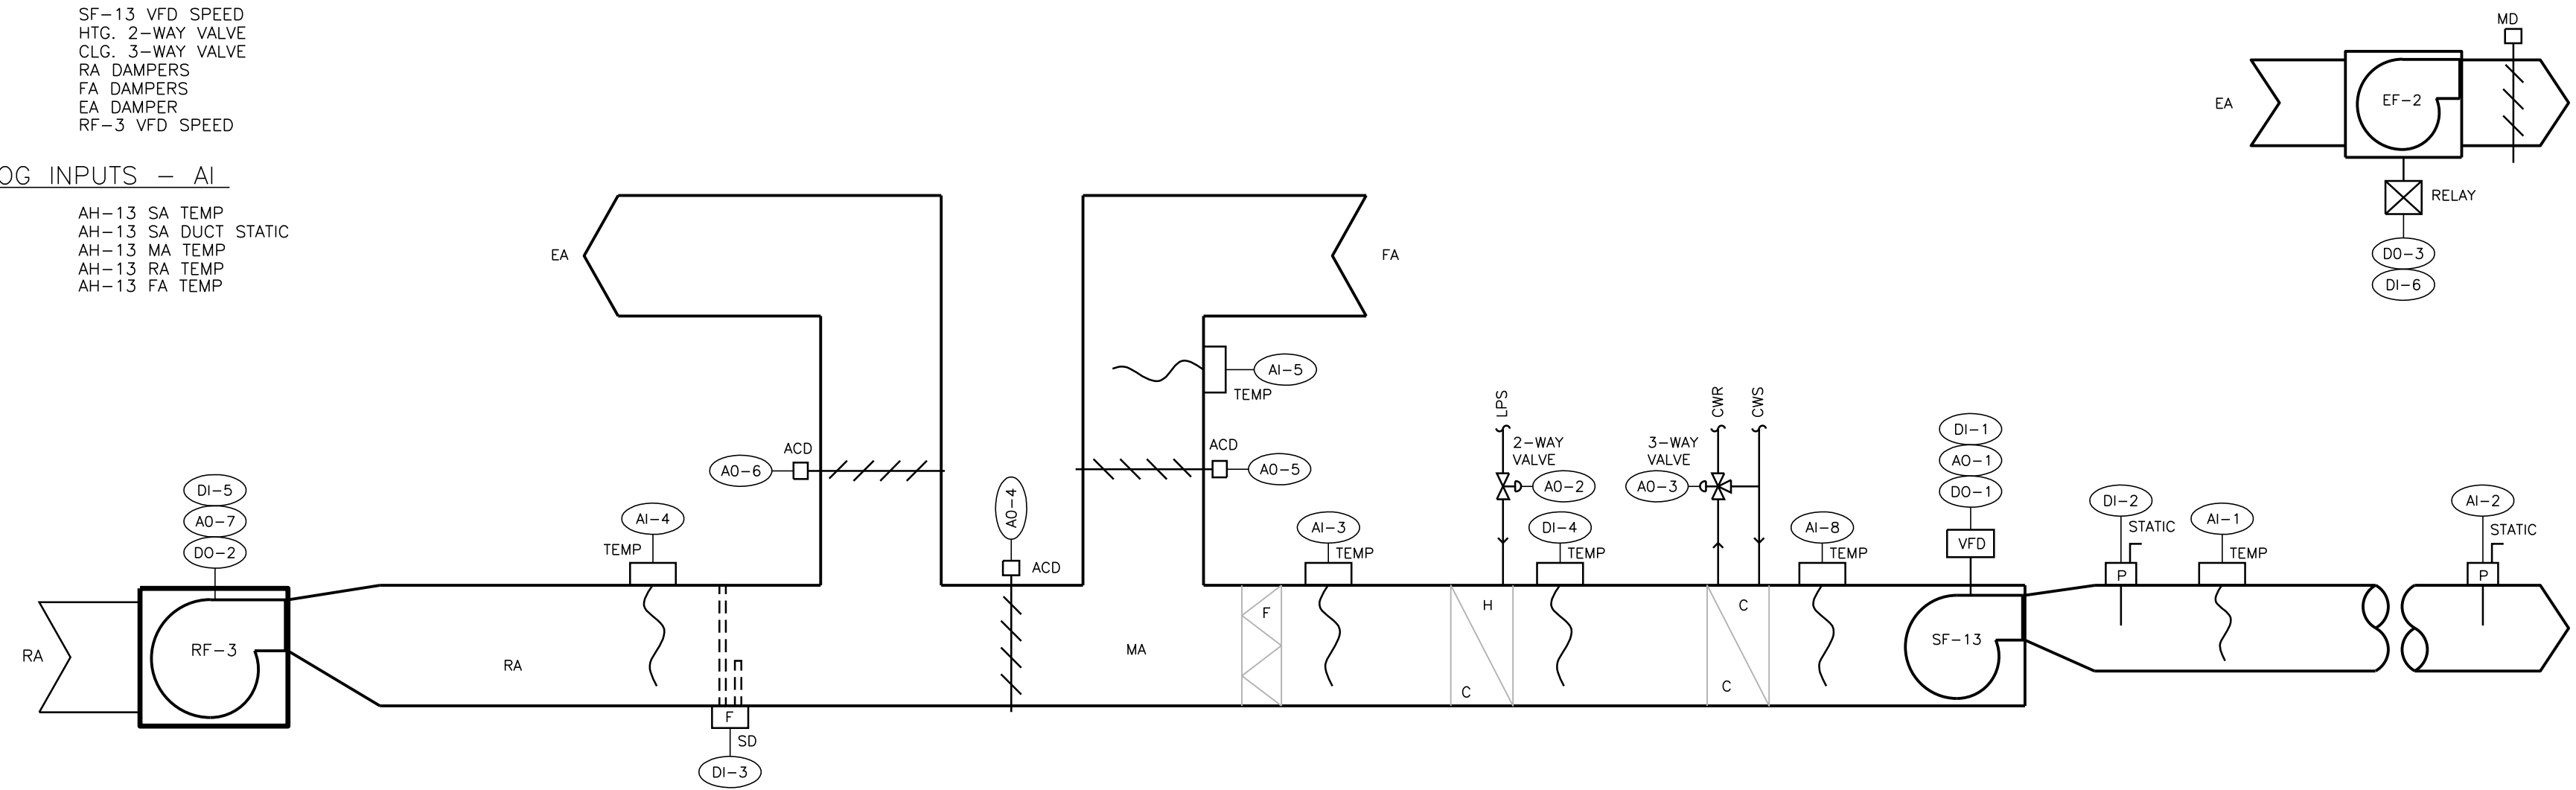 SF-13 VFD SPEED
HTG. 2-WAY VALVE
CLG. 3-WAY VALVE
RA DAMPERS
FA DAMPERS
EA DAMPER
RF-3 VFD SPEED
OG INPUTS - AI
AH-13 SA TEMP
AH-13 SA DUCT STATIC
AH-13 MA TEMP
AH-13 RA TEMP
AH-13 FA TEMP
MD
EA
EF-2
RELAY
DO-3
DI-6
EA
FA
AI-5
TEMP
ACD
AO-6
ACD
AO-5
AO-4
ACD
LPS
2-WAY
VALVE
AO-2
CWR
CWS
3-WAY
VALVE
AO-3
DI-5
AO-7
DO-2
AI-4
TEMP
AI-3
TEMP
DI-4
TEMP
AI-8
TEMP
DI-1
AO-1
DO-1
VFD
DI-2
STATIC
P
AI-1
TEMP
AI-2
STATIC
P
RA
RF-3
RA
F
SD
DI-3
MA
F
H
C
C
C
SF-13